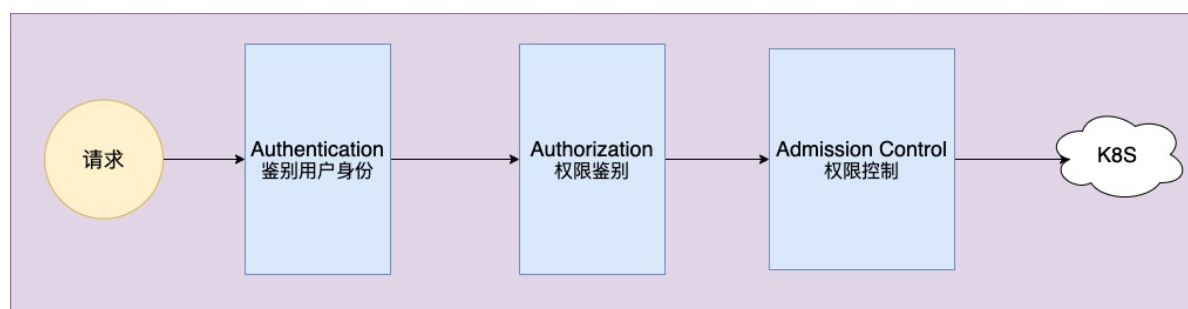 请求
Authentication
鉴别用户身份
Authorization
权限鉴别
Admission Control
权限控制
K8S